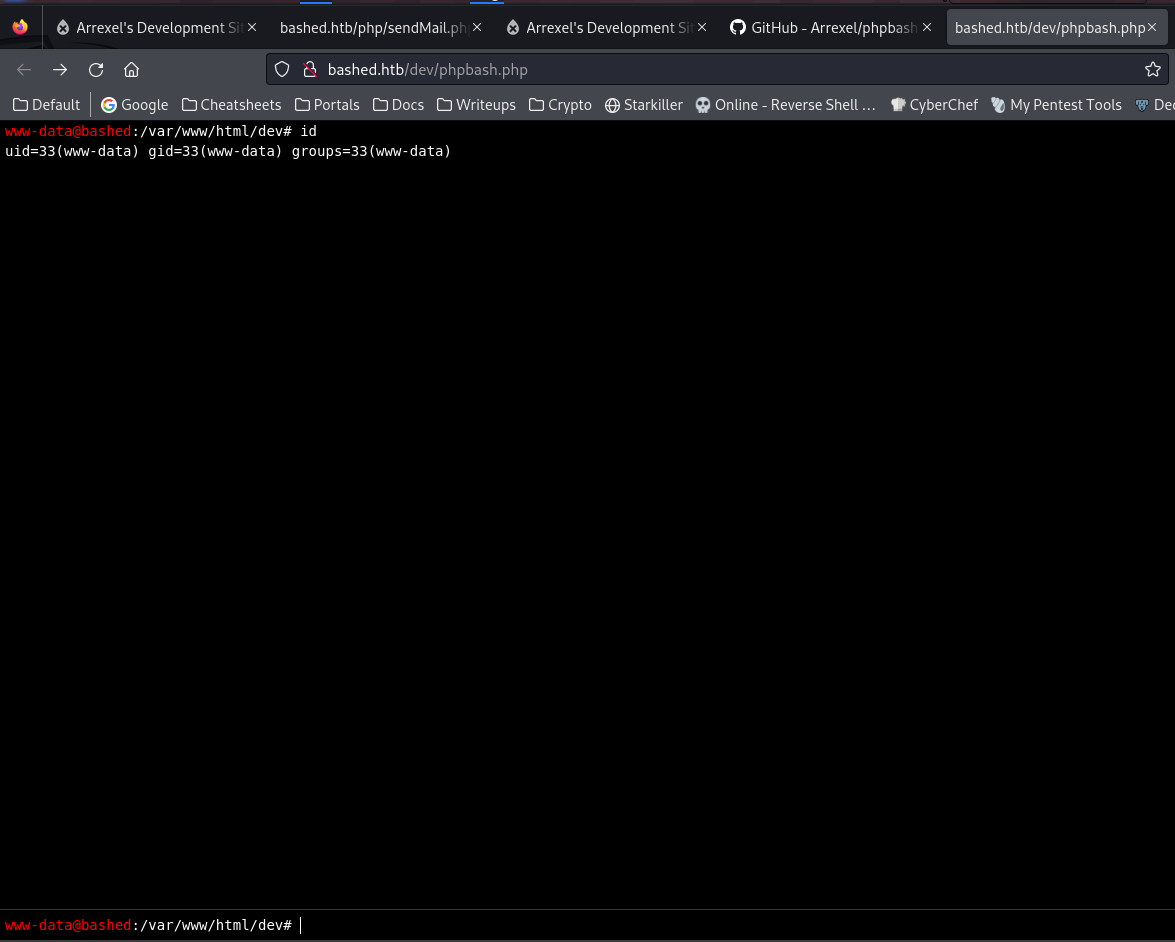 Arrexel's Development Sit
bashed.htb/php/sendMail.ph
Arrexel's Development Sit
GitHub - Arrexel/phpbash
bashed.htb/dev/phpbash.php
bashed.htb/dev/phpbash.php
Default Google Cheatsheets Portals Docs Writeups Crypto Starkiller Online - Reverse Shell ... CyberChef My Pentest Tools Dec
www-data@bashed:/var/www/html/dev# id
uid=33(www-data) gid=33(www-data) groups=33(www-data)
www-data@bashed:/var/www/html/dev#